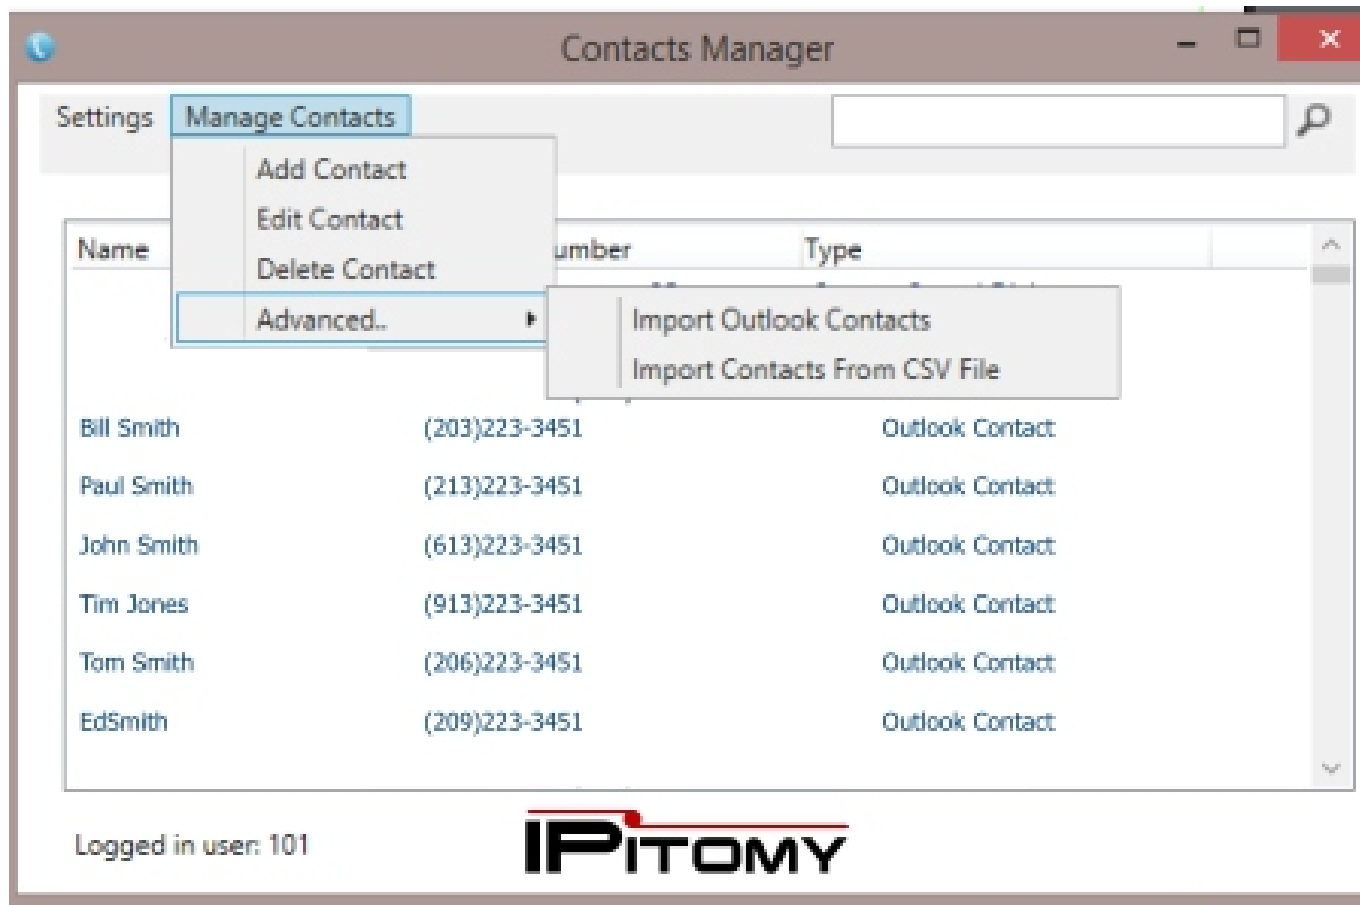 Contacts Manager
Settings Manage Contacts
Add Contact
Edit Contact
Delete Contact
Advanced..
Import Outlook Contacts
Import Contacts From CSV File
Name umber Type
Bill Smith (203)223-3451 Outlook Contact
Paul Smith (213)223-3451 Outlook Contact
John Smith (613)223-3451 Outlook Contact
Tim Jones (913)223-3451 Outlook Contact
Tom Smith (206)223-3451 Outlook Contact
EdSmith (209)223-3451 Outlook Contact
Logged in user: 101
IPITOMY